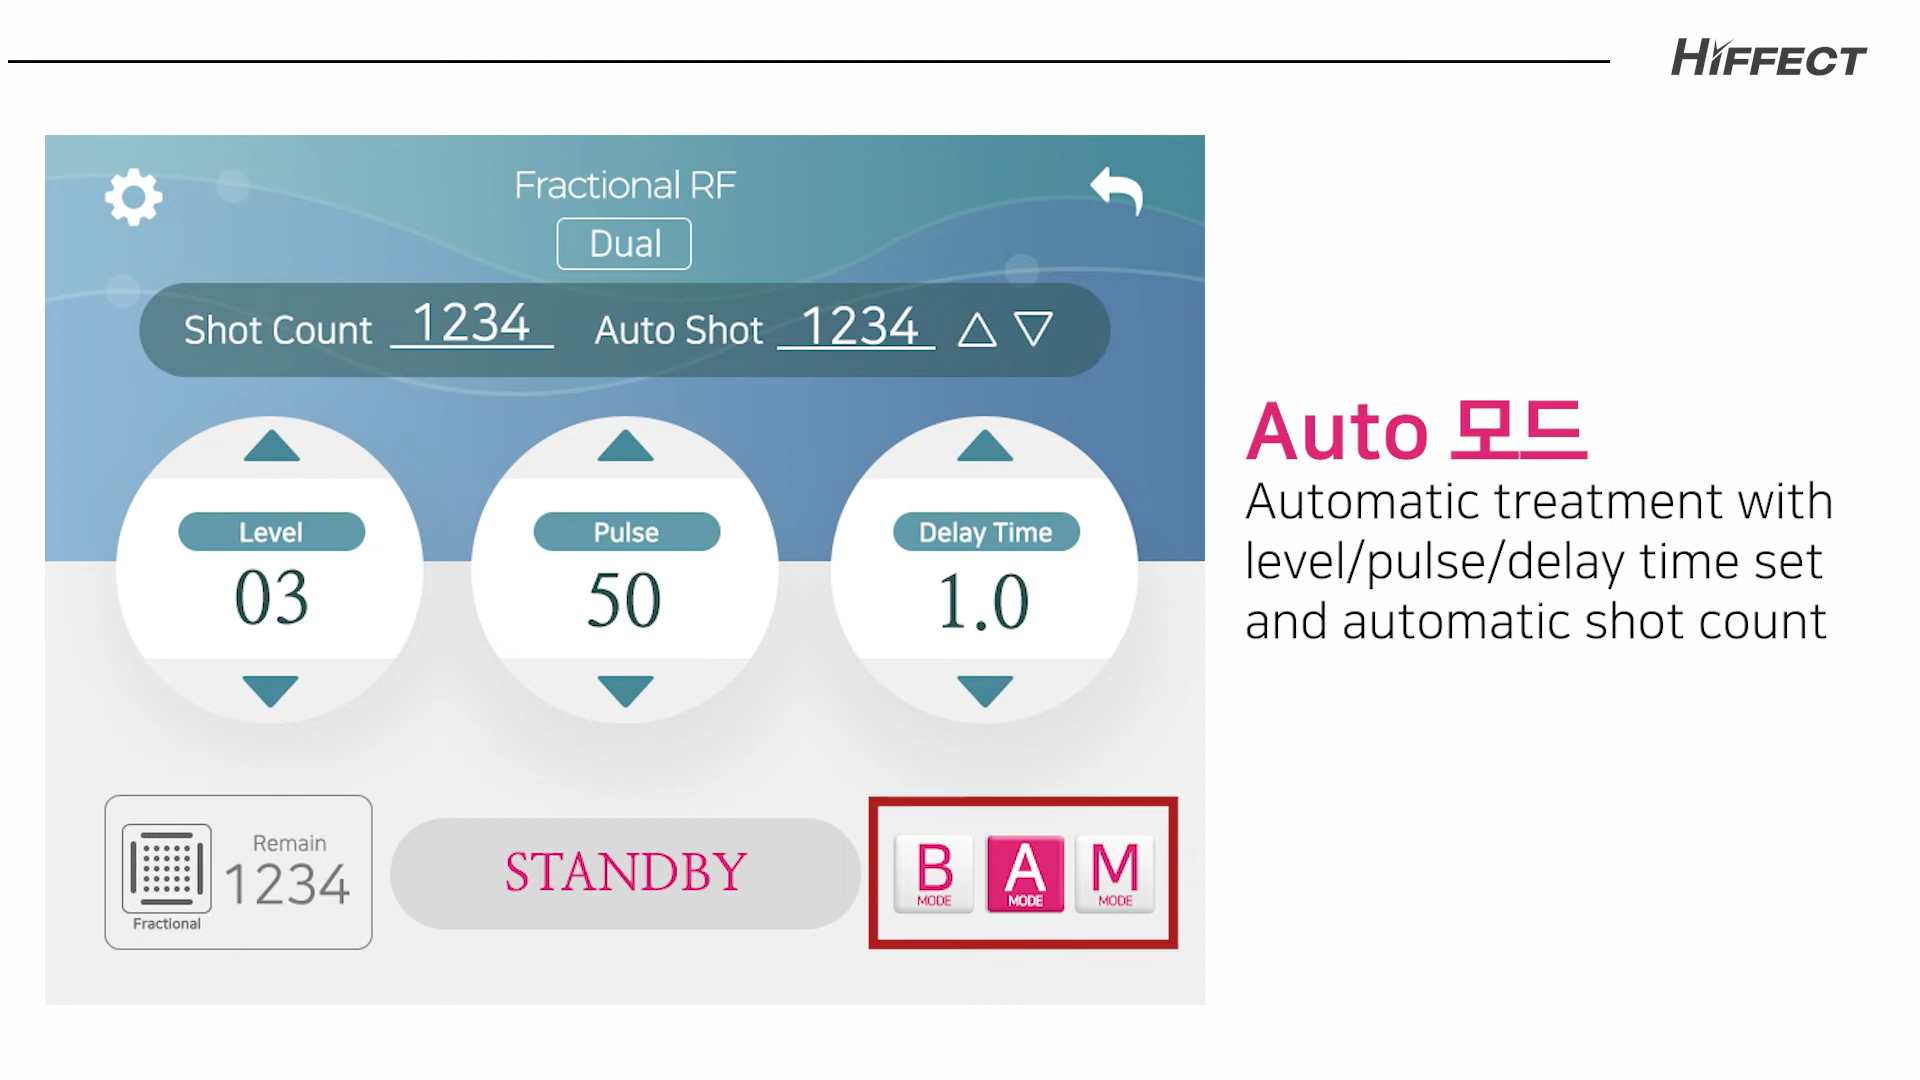 HIFFECT
Fractional RF
Dual
Shot Count 1234 Auto Shot 1234
Level
03
Pulse
50
Delay Time
1.0
Remain
1234
Fractional
STANDBY
B
MODE
A
MODE
M
MODE
Auto 모드
Automatic treatment with
level/pulse/delay time set
and automatic shot count